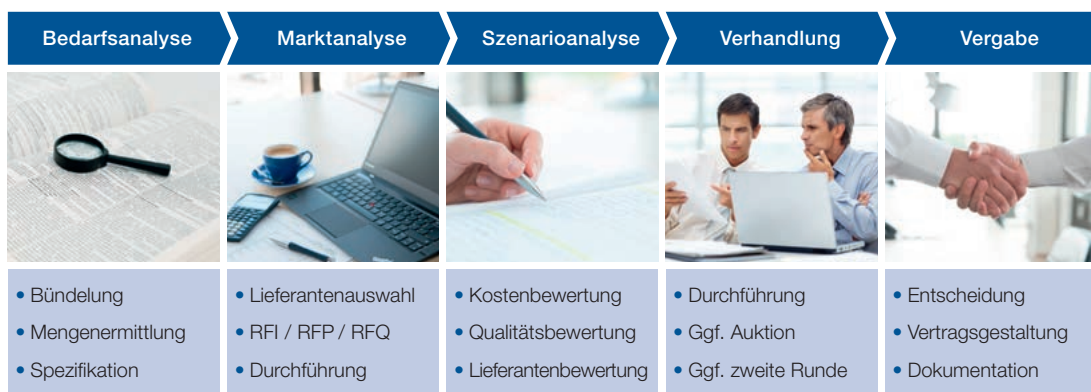 Bedarfsanalyse
Marktanalyse
Szenarioanalyse
Verhandlung
Vergabe
• Bündelung
• Mengenermittlung
• Spezifikation
• Lieferantenauswahl
• RFI / RFP / RFQ
• Durchführung
• Kostenbewertung
• Qualitätsbewertung
• Lieferantenbewertung
• Durchführung
• Ggf. Auktion
• Ggf. zweite Runde
• Entscheidung
• Vertragsgestaltung
• Dokumentation